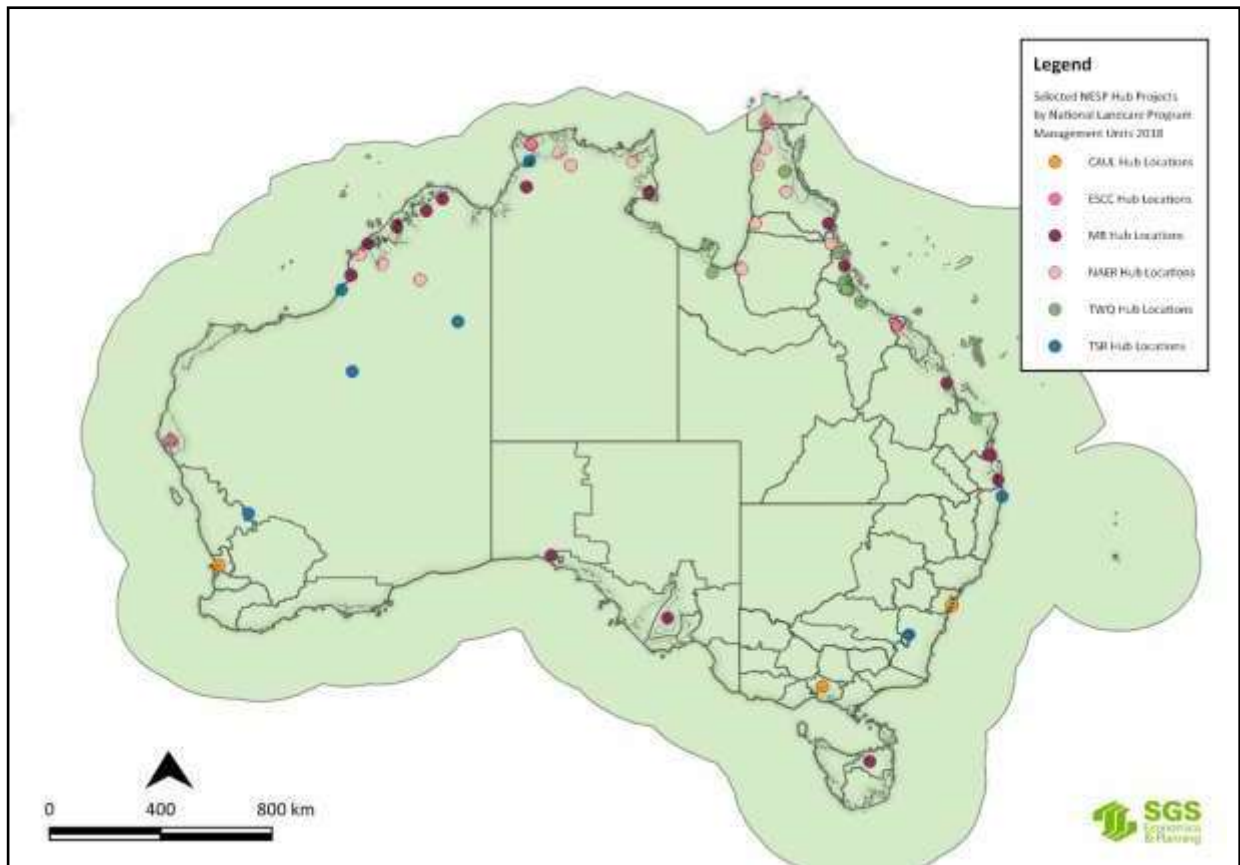 Legend
Selected NESP Hub Projects
by National Landcare Program
Management Units 2018
CAUL Hub Locations
ESCC Hub Locations
MB Hub Locations
NAER Hub Locations
TWQ Hub Locations
TSR Hub Locations
0 400 800 km
SGS
Economics
& Planning